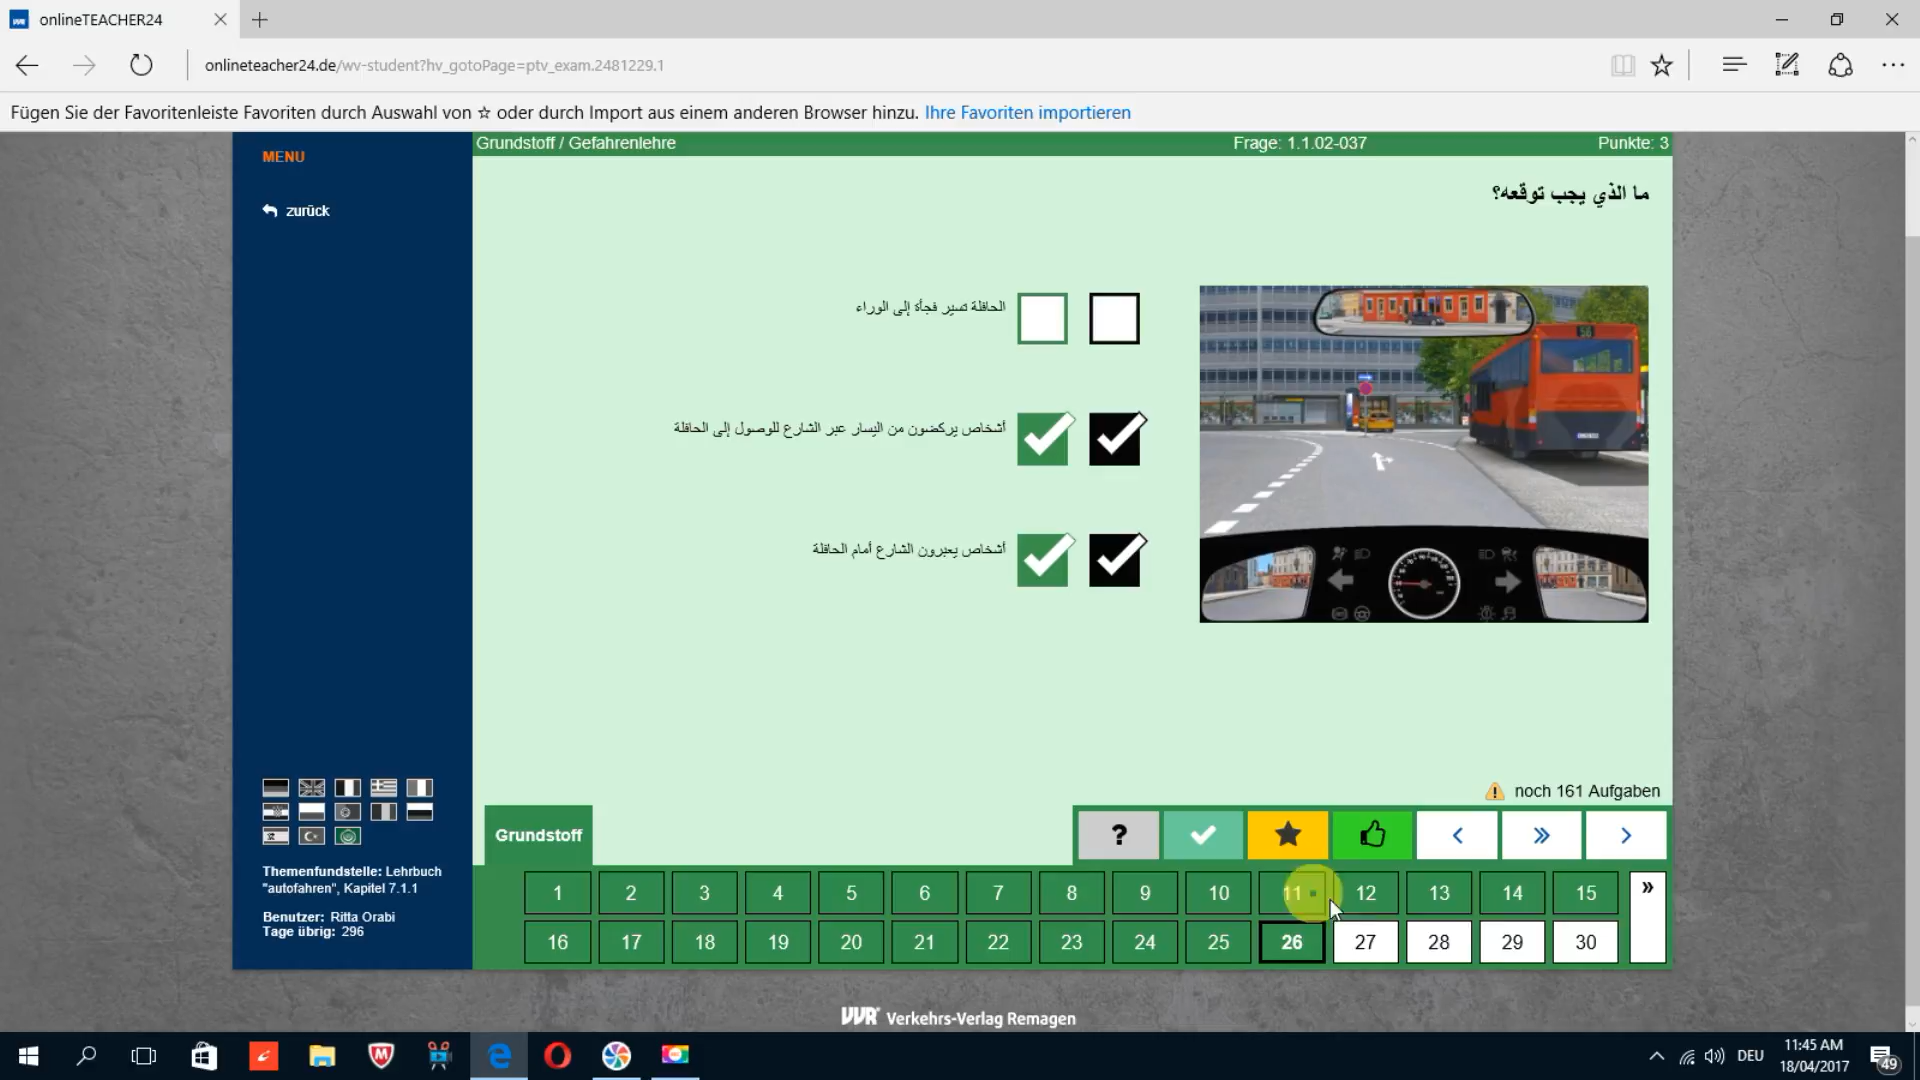 onlineTEACHER24
onlineteacher24.de/wv-student?hv_gotoPage=ptv_exam.2481229.1
Fügen Sie der Favoritenleiste Favoriten durch Auswahl von ☆ oder durch Import aus einem anderen Browser hinzu. Ihre Favoriten importieren
MENU
zurück
Grundstoff / Gefahrenlehre
Frage: 1.1.02-037
Punkte: 3
ما الذي يجب توقعه؟
الحافلة تسير فجأة إلى الوراء
أشخاص يركضون من اليسار عبر الشارع للوصول إلى الحافلة
أشخاص يعبرون الشارع أمام الحافلة
58
noch 161 Aufgaben
Grundstoff
?
1 2 3 4 5 6 7 8 9 10 11 12 13 14 15
16 17 18 19 20 21 22 23 24 25 26 27 28 29 30
Themenfundstelle: Lehrbuch
"autofahren", Kapitel 7.1.1
Benutzer: Ritta Orabi
Tage übrig: 296
VVR Verkehrs-Verlag Remagen
DEU
11:45 AM
18/04/2017
49